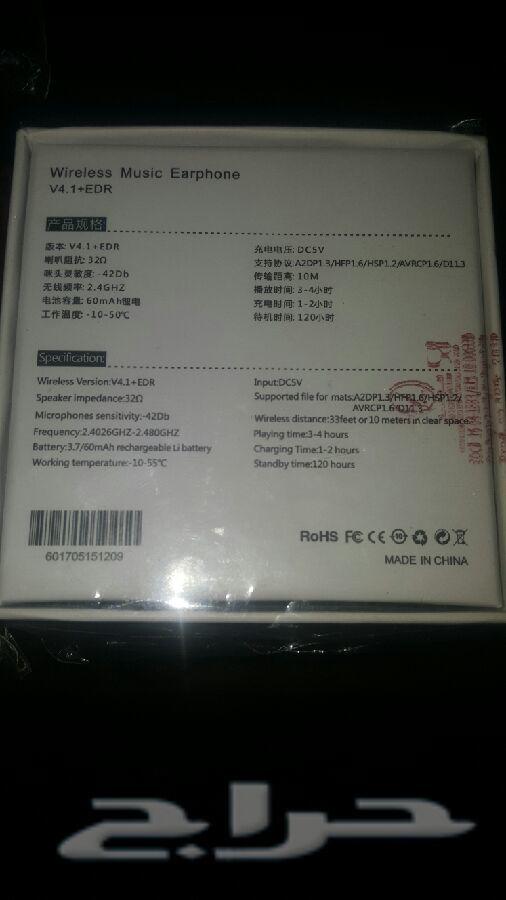 Wireless Music Earphone
V4.1+EDR
产品规格:
版本: V4.1+EDR
喇叭阻抗: 32Ω
咪头灵敏度: -42Db
无线频率: 2.4GHZ
电池容量: 60mAh锂电
工作温度: -10-50℃
充电电压: DC5V
支持协议:A2DP1.3/HFP1.6/HSP1.2/AVRCP1.6/D11.3
传输距离: 10M
播放时间: 3-4小时
充电时间: 1-2小时
待机时间: 120小时
Specification:
Wireless Version:V4.1+EDR
Speaker impedance:32Ω
Microphones sensitivity:-42Db
Frequency:2.4026GHZ-2.480GHZ
Battery:3.7/60mAh rechargeable Li battery
Working temperature:-10-55℃
Input:DC5V
Supported file for mats:A2DP1.3/HFP1.6/HSP1.2/
AVRCP1.6/D11.3
Wireless distance:33feet or 10 meters in clear space.
Playing time:3-4 hours
Charging Time:1-2 hours
Standby time:120 hours
601705151209
RoHS FC CE
MADE IN CHINA
حراج